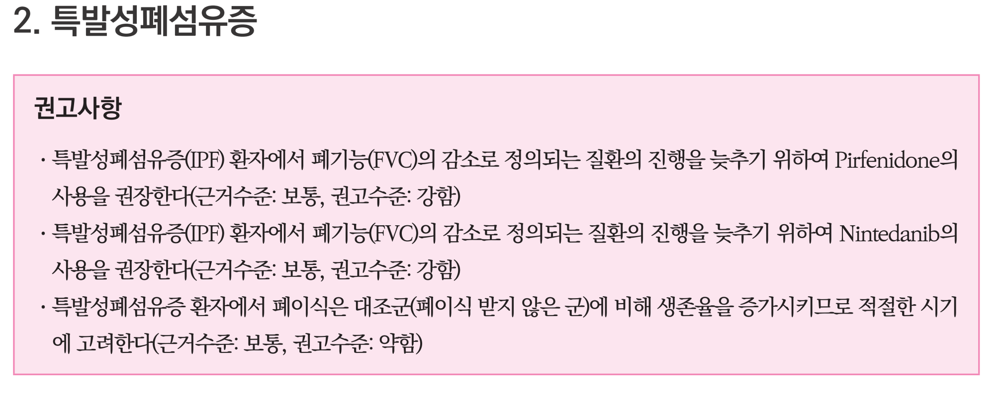 2. 특발성폐섬유증
권고사항
· 특발성폐섬유증(IPF) 환자에서 폐기능(FVC)의 감소로 정의되는 질환의 진행을 늦추기 위하여 Pirfenidone의
사용을 권장한다(근거수준: 보통, 권고수준: 강함)
· 특발성폐섬유증(IPF) 환자에서 폐기능(FVC)의 감소로 정의되는 질환의 진행을 늦추기 위하여 Nintedanib의
사용을 권장한다(근거수준: 보통, 권고수준: 강함)
· 특발성폐섬유증 환자에서 폐이식은 대조군(폐이식 받지 않은 군)에 비해 생존율을 증가시키므로 적절한 시기
에 고려한다(근거수준: 보통, 권고수준: 약함)